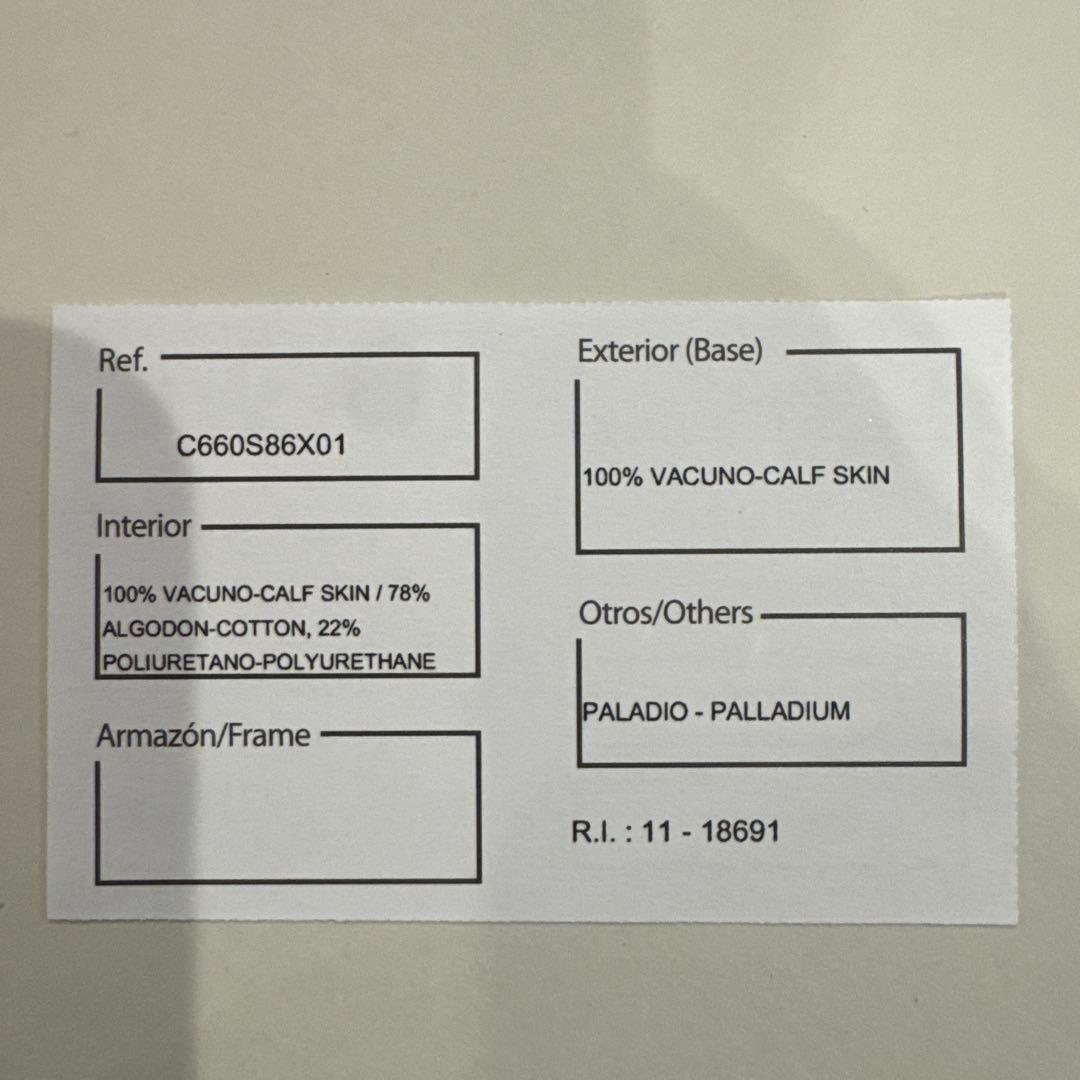 Ref.
C660S86X01
Interior
100% VACUNO-CALF SKIN / 78%
ALGODON-COTTON, 22%
POLIURETANO-POLYURETHANE
Armazón/Frame
Exterior (Base)
100% VACUNO-CALF SKIN
Otros/Others
PALADIO - PALLADIUM
R.I. : 11 - 18691